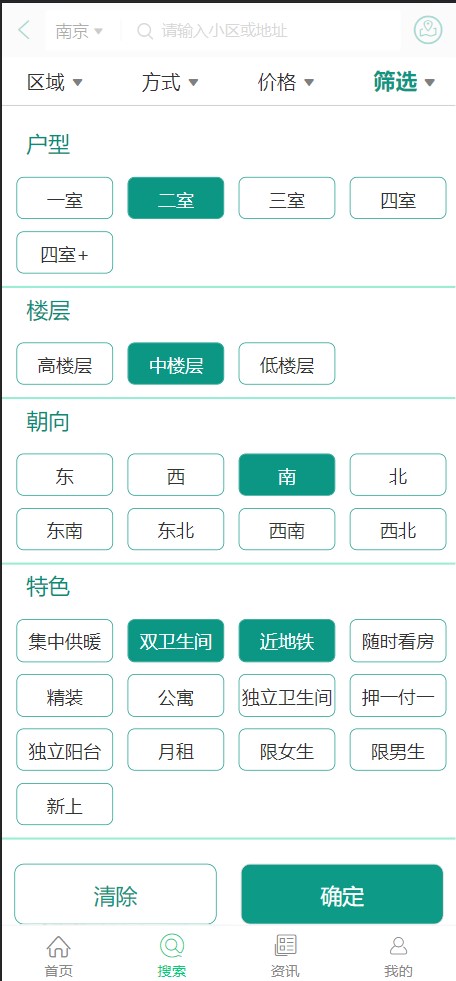 南京 请输入小区或地址
区域 方式 价格 筛选
户型
一室 二室 三室 四室
四室+
楼层
高楼层 中楼层 低楼层
朝向
东 西 南 北
东南 东北 西南 西北
特色
集中供暖 双卫生间 近地铁 随时看房
精装 公寓 独立卫生间 押一付一
独立阳台 月租 限女生 限男生
新上
清除 确定
首页 搜索 资讯 我的